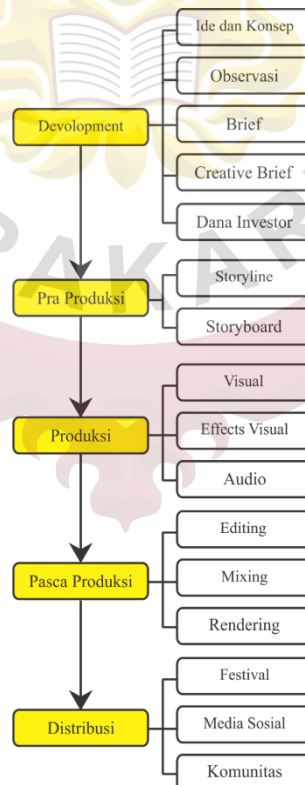 Ide dan Konsep
Observasi
Devolopment
Brief
Creative Brief
Dana Investor
PAKAR
Pra Produksi
Storyline
Storyboard
Produksi
Visual
Effects Visual
Audio
Pasca Produksi
Editing
Mixing
Rendering
Distribusi
Festival
Media Sosial
Komunitas